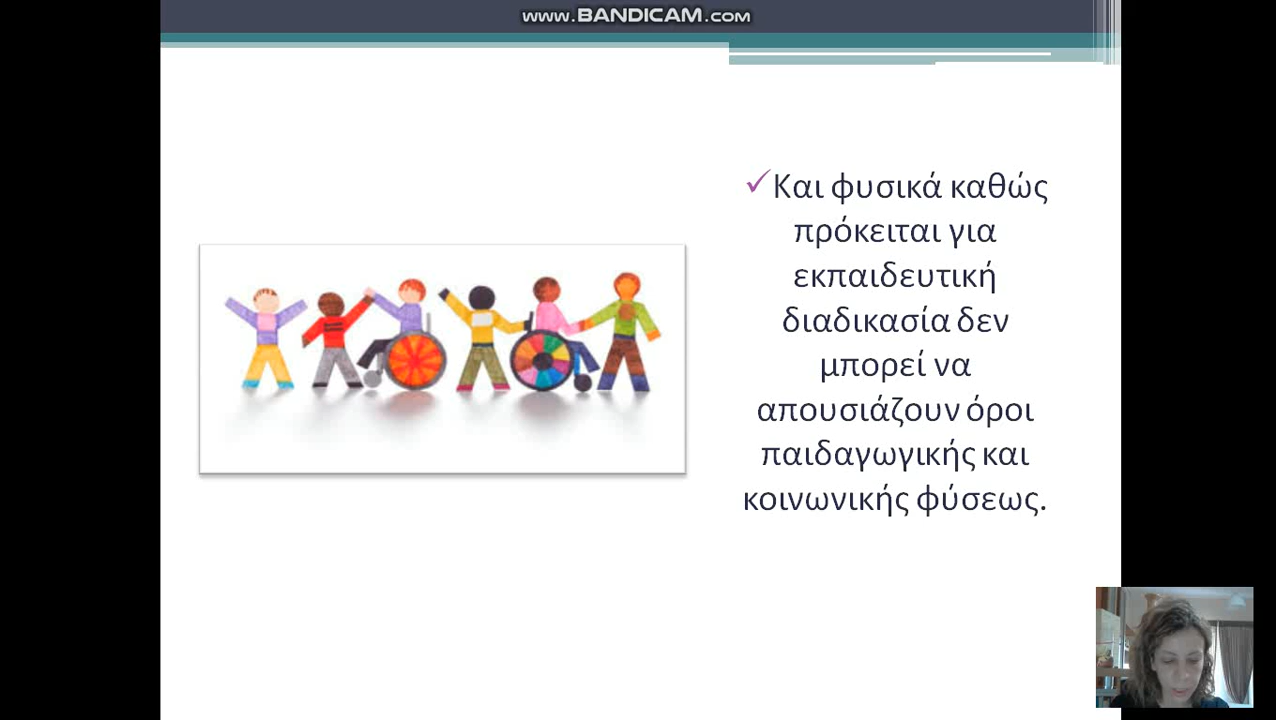 www.BANDICAM.com
✓Και φυσικά καθώς
πρόκειται για
εκπαιδευτική
διαδικασία δεν
μπορεί να
απουσιάζουν όροι
παιδαγωγικής και
κοινωνικής φύσεως.